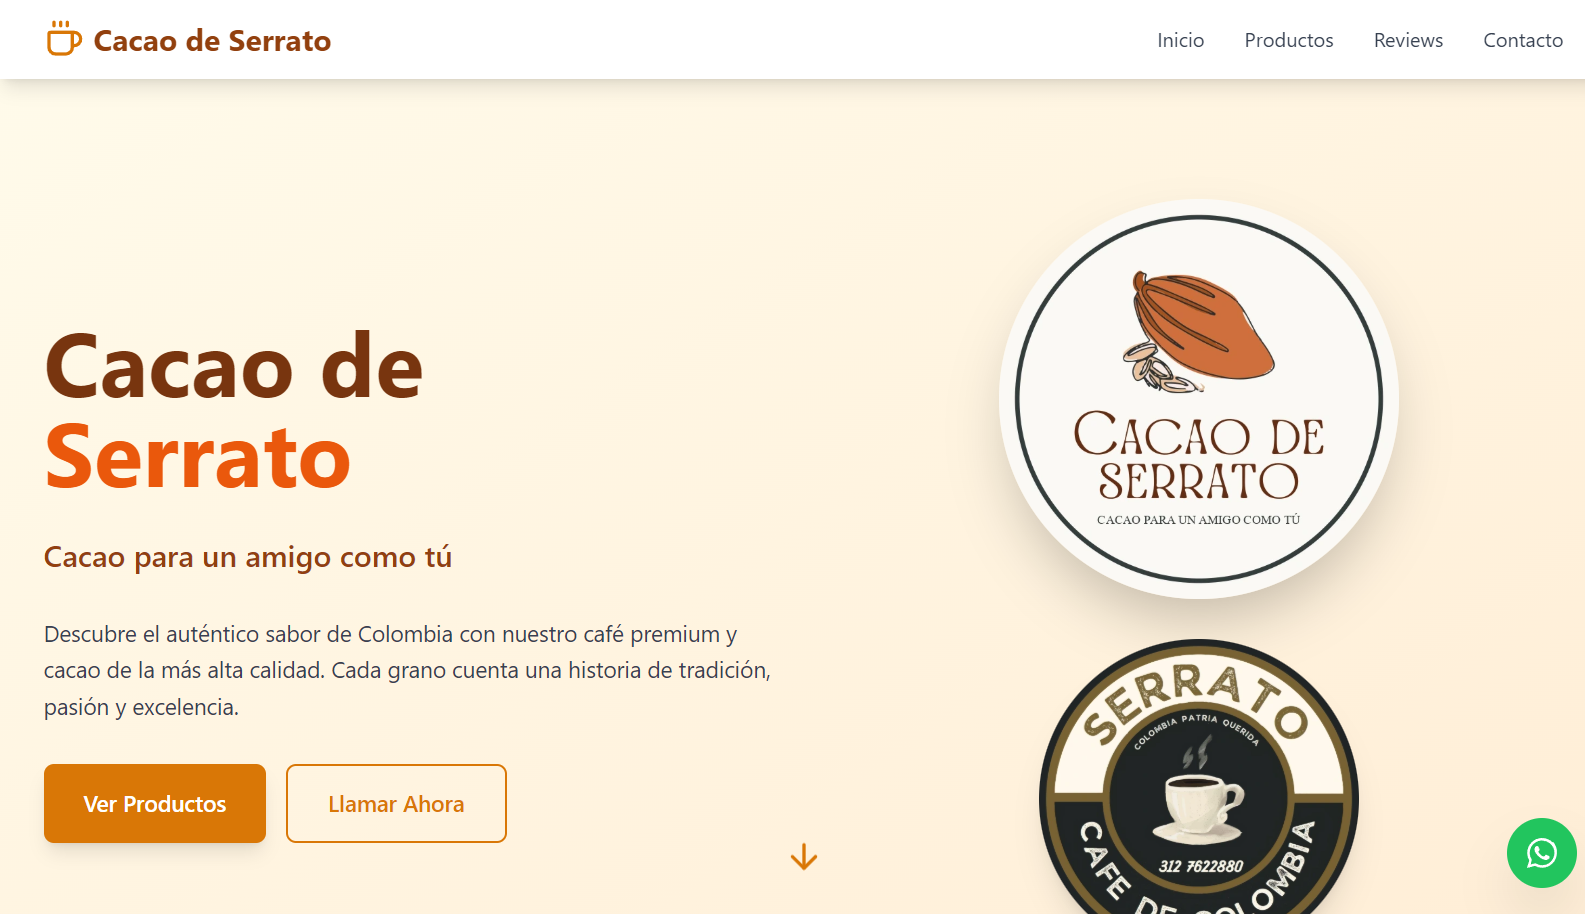 Cacao de Serrato
Inicio
Productos
Reviews
Contacto
Cacao de
Serrato
Cacao para un amigo como tú
Descubre el auténtico sabor de Colombia con nuestro café premium y
cacao de la más alta calidad. Cada grano cuenta una historia de tradición,
pasión y excelencia.
Ver Productos
Llamar Ahora
CACAO DE
SERRATO
CACAO PARA UN AMIGO COMO TÚ
SERRATO
COLOMBIA PATRIA QUERIDA
312 7622880
CAFE DE COLOMBIA